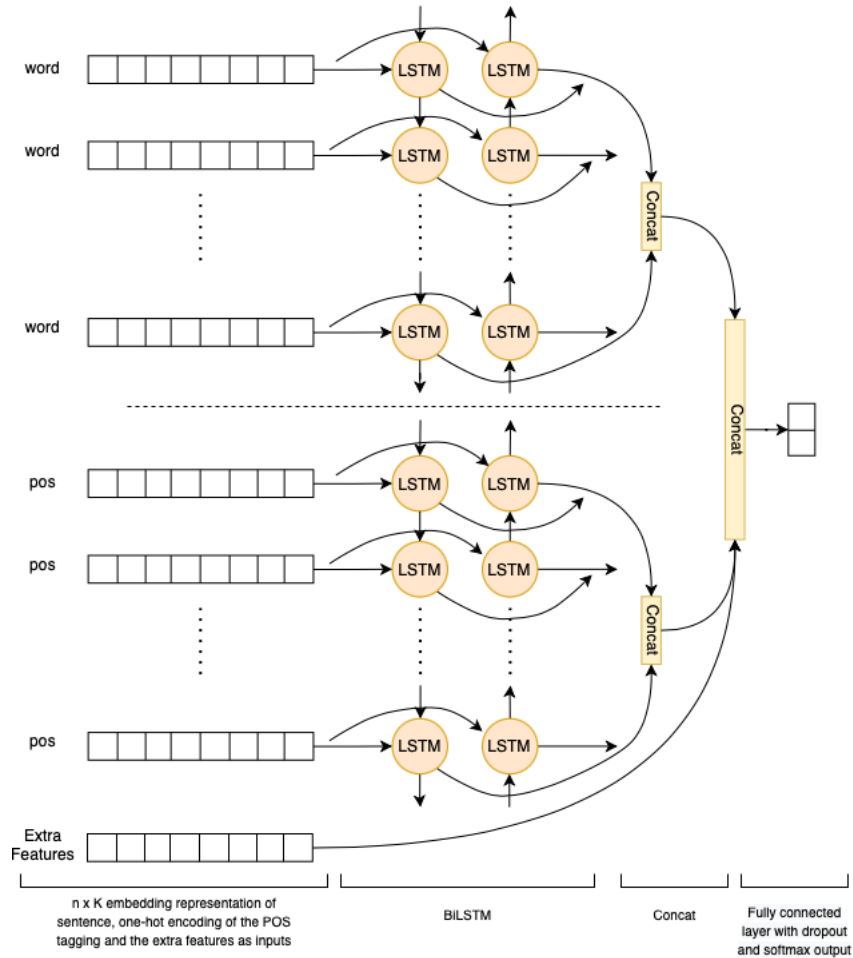 word
LSTM
LSTM
word
LSTM
LSTM
Concat
word
LSTM
LSTM
Concat
pos
LSTM
LSTM
pos
LSTM
LSTM
Concat
pos
LSTM
LSTM
Extra
Features
n x K embedding representation of
sentence, one-hot encoding of the POS
tagging and the extra features as inputs
BiLSTM
Concat
Fully connected
layer with dropout
and softmax output